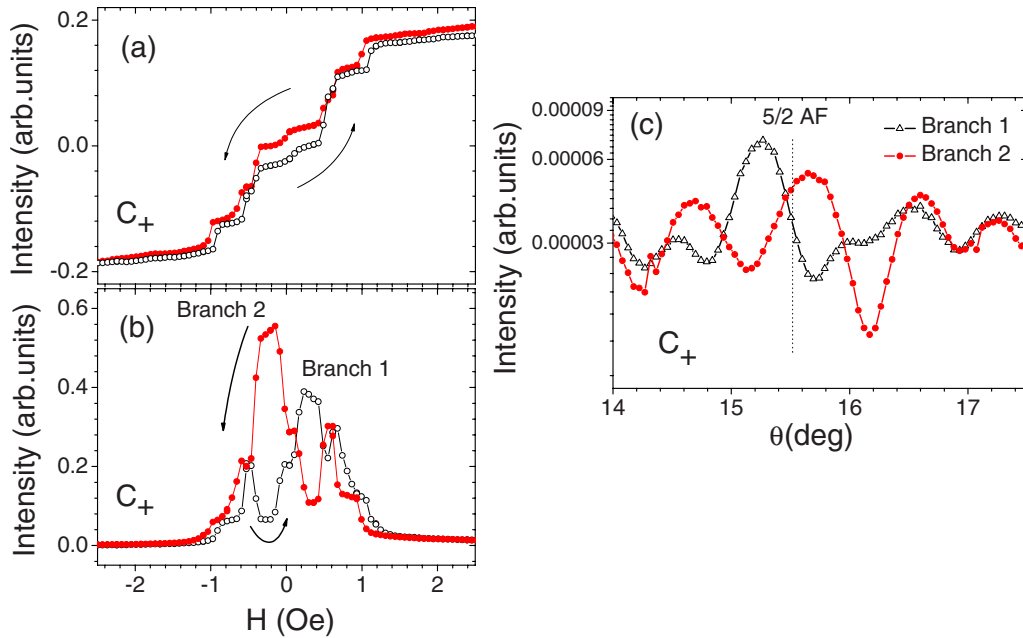 (a)
Intensity (arb.units)
0.2
0.0
-0.2
C+
(b)
Branch 2
Branch 1
Intensity (arb.units)
0.6
0.4
0.2
0.0
C+
-2 -1 0 1 2
H (Oe)
(c)
5/2 AF
Branch 1
Branch 2
Intensity (arb.units)
0.00009
0.00006
0.00003
C+
14 15 16 17
θ(deg)